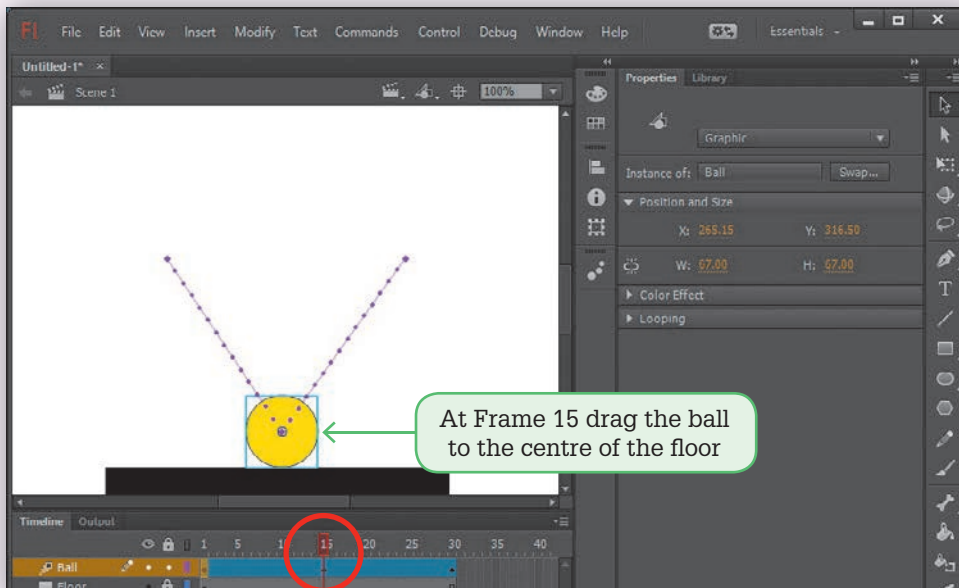 Fl File Edit View Insert Modify Text Commands Control Debug Window Help Essentials
Untitled-1* ×
Scene 1 100%
Properties Library
Graphic
Instance of: Ball Swap...
Position and Size
X: 265.15 Y: 316.50
W: 67.00 H: 67.00
Color Effect
Looping
At Frame 15 drag the ball
to the centre of the floor
Timeline Output
1 5 10 15 20 25 30 35 40
Ball
Floor
T